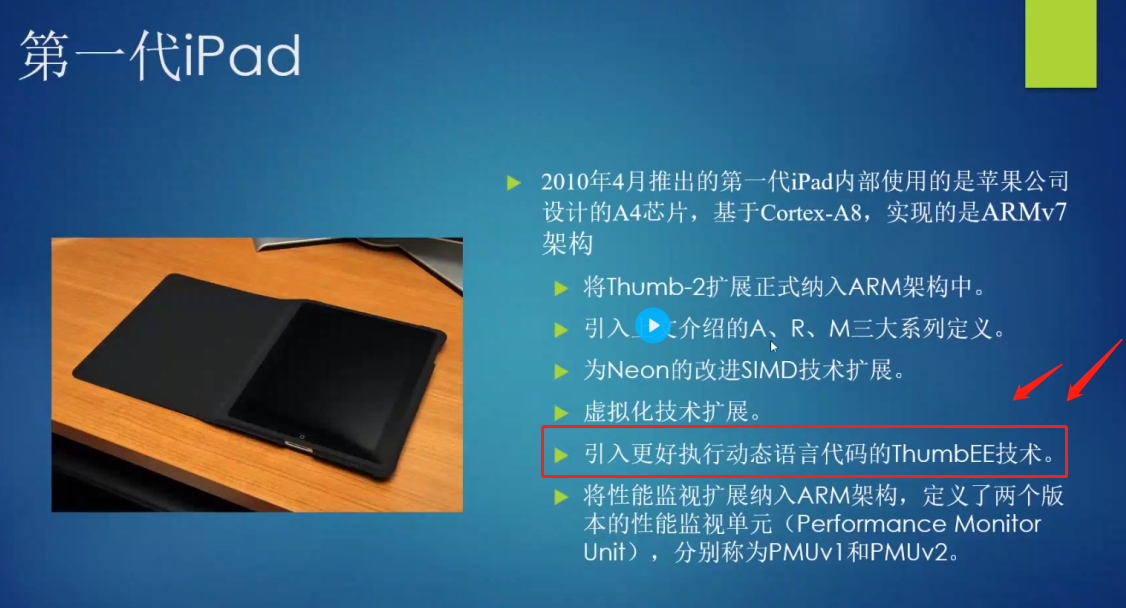 第一代iPad
2010年4月推出的第一代iPad内部使用的是苹果公司
设计的A4芯片，基于Cortex-A8，实现的是ARMv7
架构
将Thumb-2扩展正式纳入ARM架构中。
引入介绍的A、R、M三大系列定义。
为Neon的改进SIMD技术扩展。
虚拟化技术扩展。
引入更好执行动态语言代码的ThumbEE技术。
将性能监视扩展纳入ARM架构，定义了两个版
本的性能监视单元（Performance Monitor
Unit），分别称为PMUv1和PMUv2。